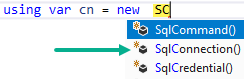 using var cn = new SC
SqlCommand()
SqlConnection()
SqlCredential()